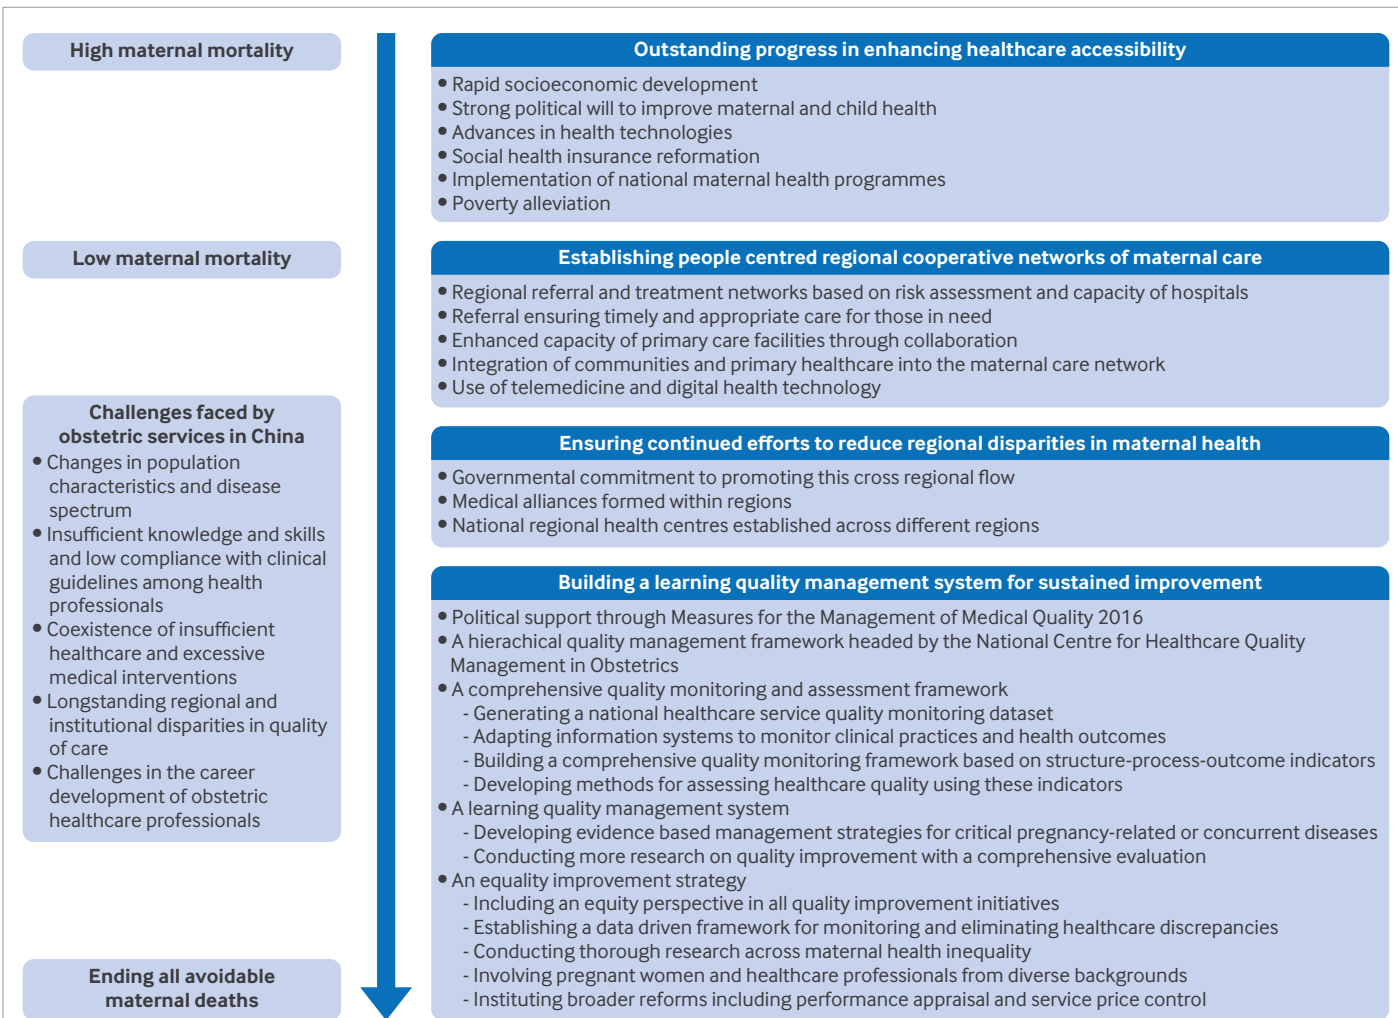 High maternal mortality
Low maternal mortality
Challenges faced by
obstetric services in China
• Changes in population
characteristics and disease
spectrum
• Insufficient knowledge and skills
and low compliance with clinical
guidelines among health
professionals
• Coexistence of insufficient
healthcare and excessive
medical interventions
• Longstanding regional and
institutional disparities in quality
of care
• Challenges in the career
development of obstetric
healthcare professionals
Ending all avoidable
maternal deaths
Outstanding progress in enhancing healthcare accessibility
• Rapid socioeconomic development
• Strong political will to improve maternal and child health
• Advances in health technologies
• Social health insurance reformation
• Implementation of national maternal health programmes
• Poverty alleviation
Establishing people centred regional cooperative networks of maternal care
• Regional referral and treatment networks based on risk assessment and capacity of hospitals
• Referral ensuring timely and appropriate care for those in need
• Enhanced capacity of primary care facilities through collaboration
• Integration of communities and primary healthcare into the maternal care network
• Use of telemedicine and digital health technology
Ensuring continued efforts to reduce regional disparities in maternal health
• Governmental commitment to promoting this cross regional flow
• Medical alliances formed within regions
• National regional health centres established across different regions
Building a learning quality management system for sustained improvement
• Political support through Measures for the Management of Medical Quality 2016
• A hierachical quality management framework headed by the National Centre for Healthcare Quality
Management in Obstetrics
• A comprehensive quality monitoring and assessment framework
- Generating a national healthcare service quality monitoring dataset
- Adapting information systems to monitor clinical practices and health outcomes
- Building a comprehensive quality monitoring framework based on structure-process-outcome indicators
- Developing methods for assessing healthcare quality using these indicators
• A learning quality management system
- Developing evidence based management strategies for critical pregnancy-related or concurrent diseases
- Conducting more research on quality improvement with a comprehensive evaluation
• An equality improvement strategy
- Including an equity perspective in all quality improvement initiatives
- Establishing a data driven framework for monitoring and eliminating healthcare discrepancies
- Conducting thorough research across maternal health inequality
- Involving pregnant women and healthcare professionals from diverse backgrounds
- Instituting broader reforms including performance appraisal and service price control